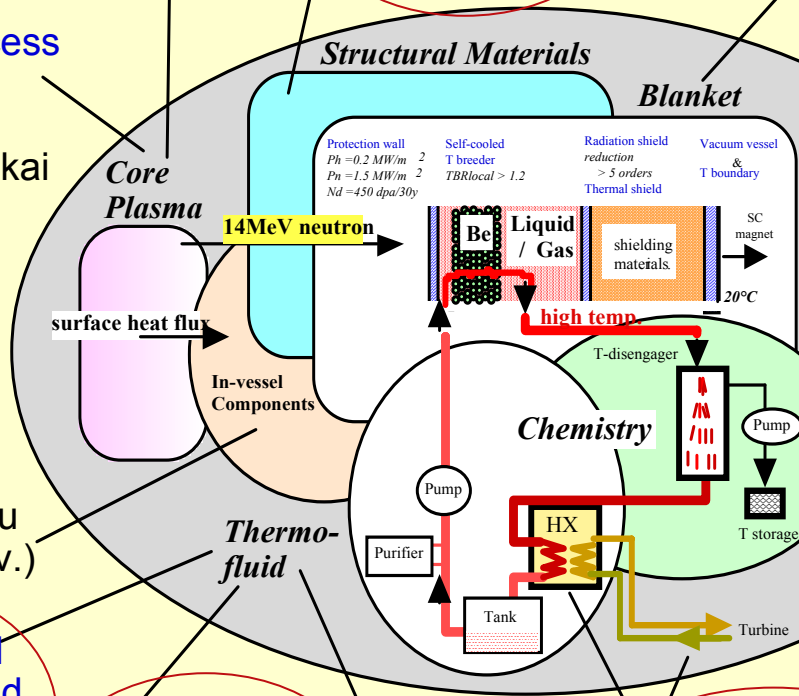 ess
Structural Materials
Blanket
kai
Core
Plasma
Protection wall
Ph =0.2 MW/m 2
Pn =1.5 MW/m 2
Nd =450 dpa/30y
Self-cooled
T breeder
TBRlocal > 1.2
Radiation shield
reduction
> 5 orders
Thermal shield
Vacuum vessel
&
T boundary
14MeV neutron
Be
Liquid
/ Gas
shielding
materials.
SC
magnet
20°C
surface heat flux
high temp.
T-disengager
In-vessel
Components
Chemistry
Pump
Pump
T storage
HX
u
v.)
Thermo-
fluid
Purifier
Tank
Turbine
d